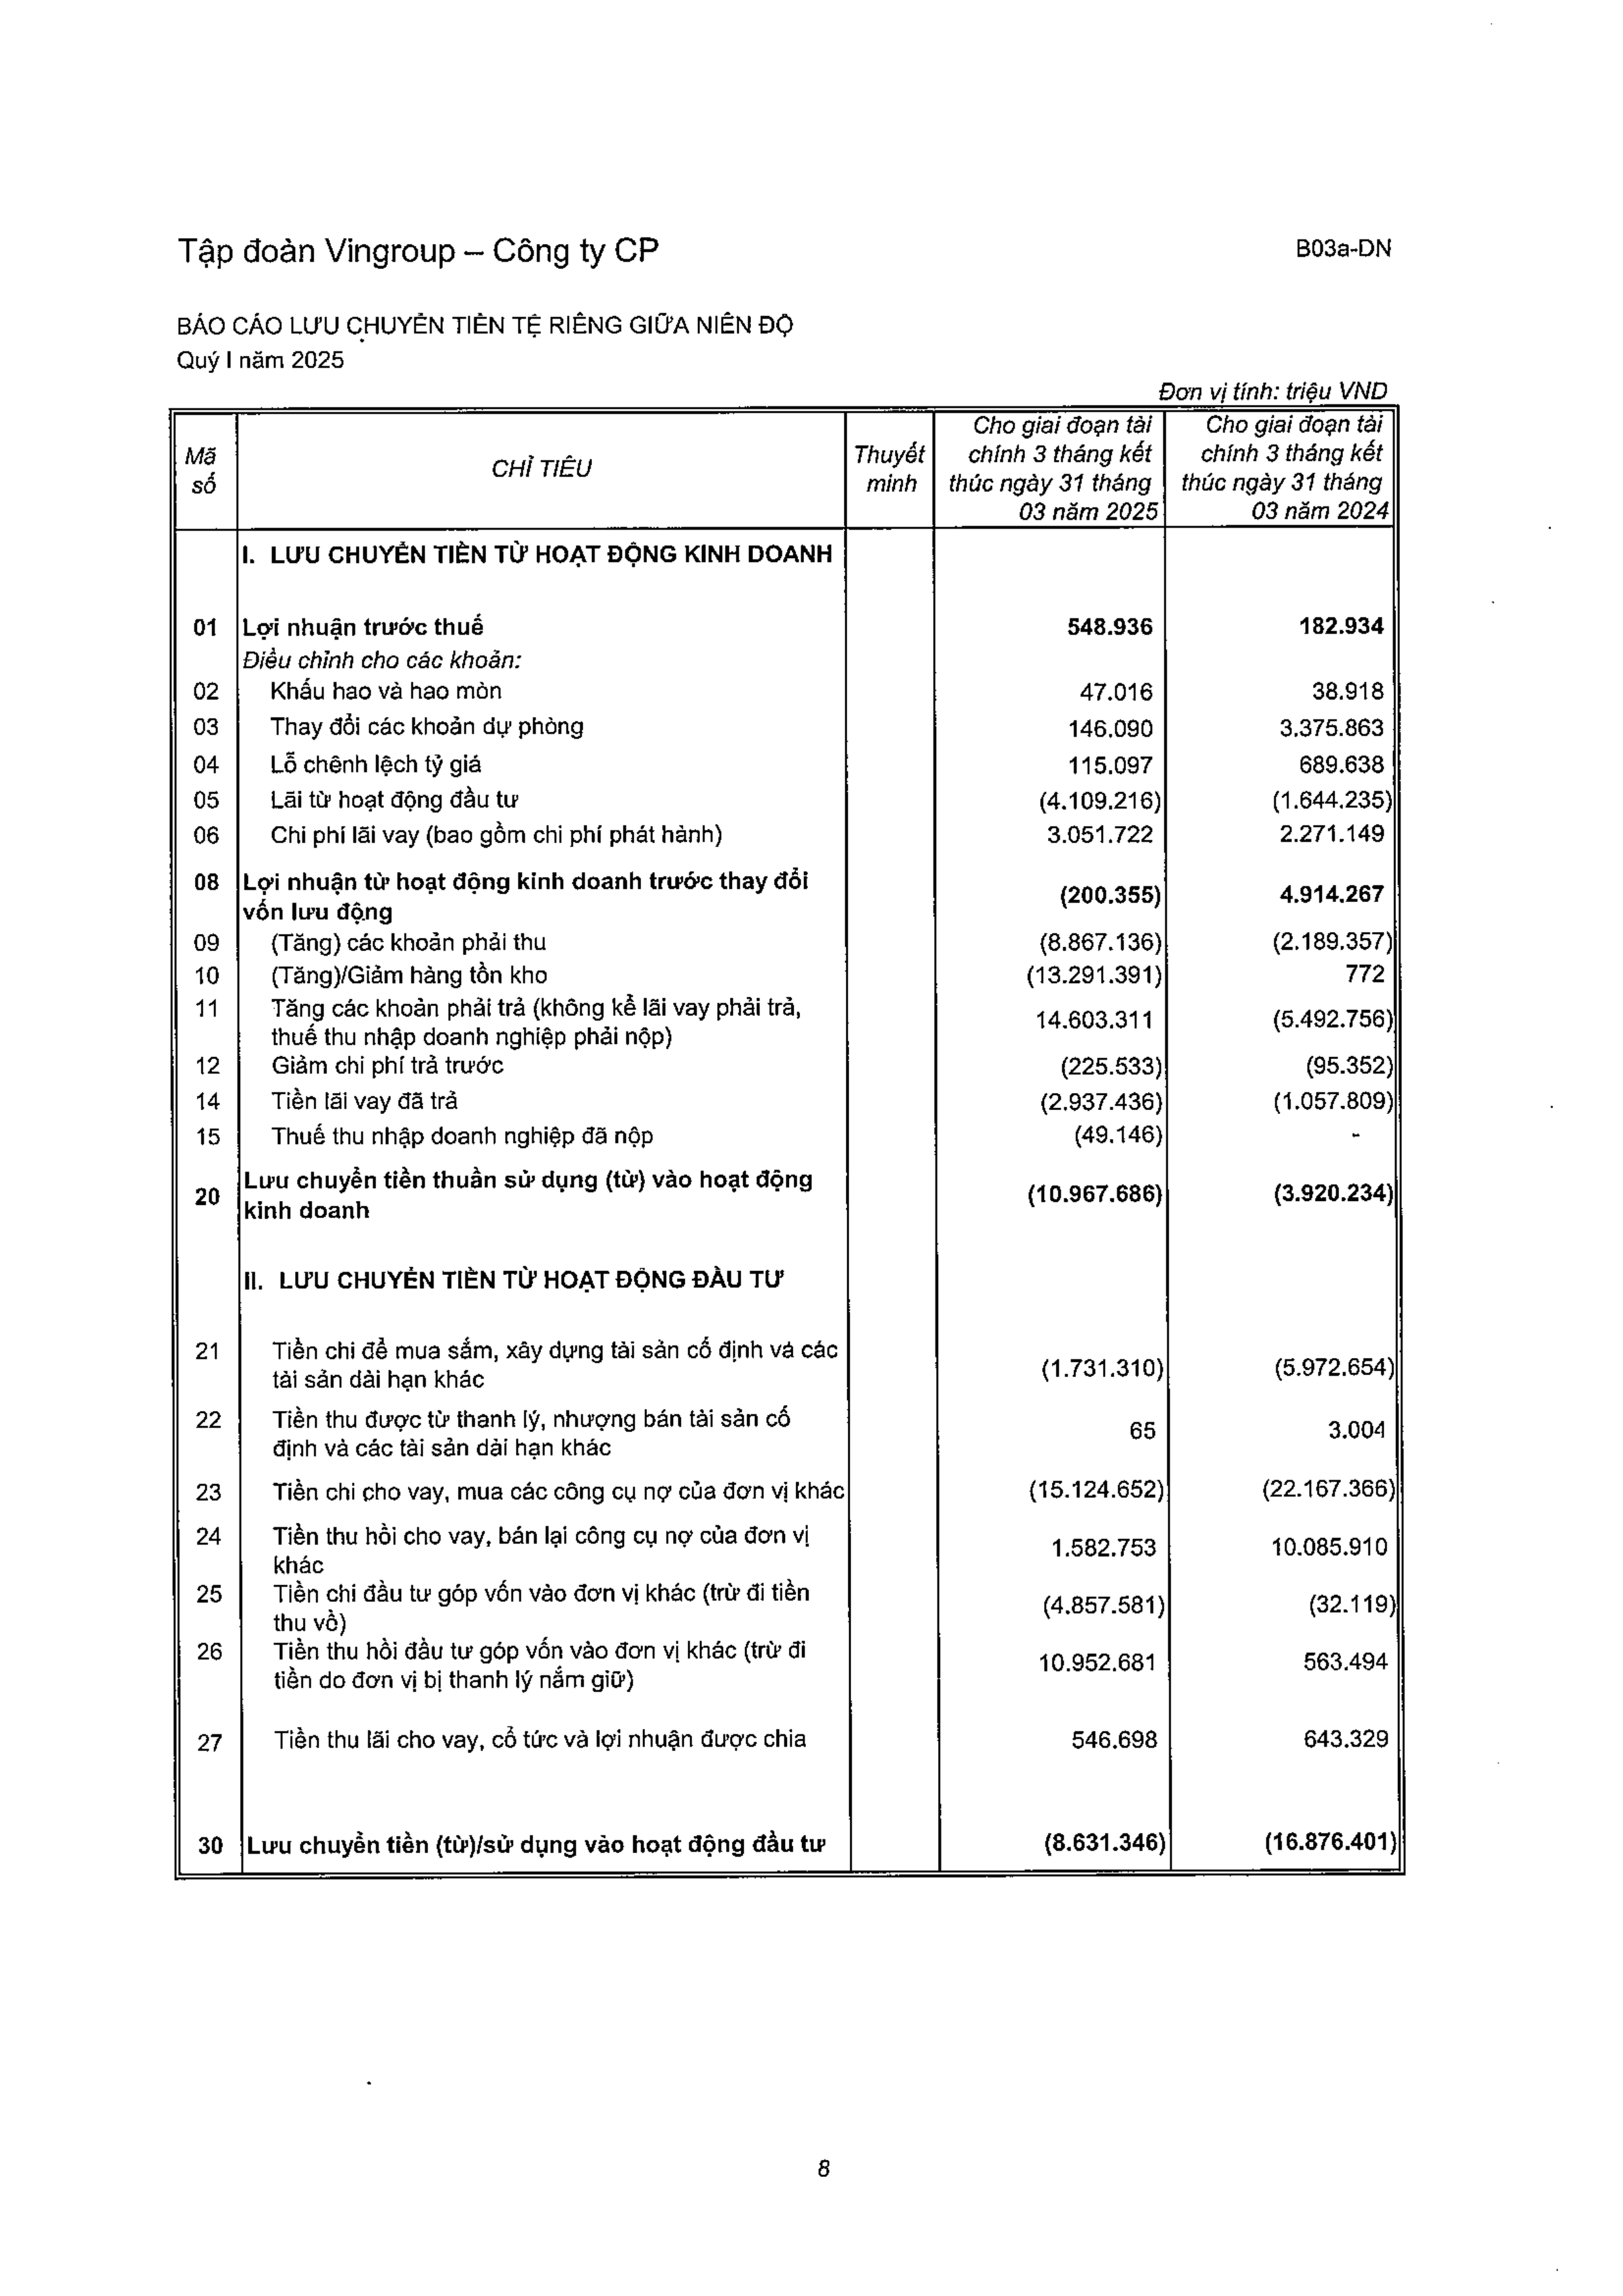 Tập đoàn Vingroup – Công ty CP
B03a-DN
BÁO CÁO LƯU CHUYỂN TIỀN TỆ RIÊNG GIỮA NIÊN ĐỘ
Quý I năm 2025
Đơn vị tính: triệu VND
Mã số CHỈ TIÊU Thuyết minh Cho giai đoạn tài chính 3 tháng kết thúc ngày 31 tháng 03 năm 2025 Cho giai đoạn tài chính 3 tháng kết thúc ngày 31 tháng 03 năm 2024
I. LƯU CHUYỂN TIỀN TỪ HOẠT ĐỘNG KINH DOANH
01 Lợi nhuận trước thuế 548.936 182.934
Điều chỉnh cho các khoản:
02 Khấu hao và hao mòn 47.016 38.918
03 Thay đổi các khoản dự phòng 146.090 3.375.863
04 Lỗ chênh lệch tỷ giá 115.097 689.638
05 Lãi từ hoạt động đầu tư (4.109.216) (1.644.235)
06 Chi phí lãi vay (bao gồm chi phí phát hành) 3.051.722 2.271.149
08 Lợi nhuận từ hoạt động kinh doanh trước thay đổi
vốn lưu động (200.355) 4.914.267
09 (Tăng) các khoản phải thu (8.867.136) (2.189.357)
10 (Tăng)/Giảm hàng tồn kho (13.291.391) 772
11 Tăng các khoản phải trả (không kể lãi vay phải trả,
thuế thu nhập doanh nghiệp phải nộp) 14.603.311 (5.492.756)
12 Giảm chi phí trả trước (225.533) (95.352)
14 Tiền lãi vay đã trả (2.937.436) (1.057.809)
15 Thuế thu nhập doanh nghiệp đã nộp (49.146) -
20 Lưu chuyển tiền thuần sử dụng (từ) vào hoạt động
kinh doanh (10.967.686) (3.920.234)
II. LƯU CHUYỂN TIỀN TỪ HOẠT ĐỘNG ĐẦU TƯ
21 Tiền chi để mua sắm, xây dựng tài sản cố định và các
tài sản dài hạn khác (1.731.310) (5.972.654)
22 Tiền thu được từ thanh lý, nhượng bán tài sản cố
định và các tài sản dài hạn khác 65 3.004
23 Tiền chi cho vay, mua các công cụ nợ của đơn vị khác (15.124.652) (22.167.366)
24 Tiền thu hồi cho vay, bán lại công cụ nợ của đơn vị
khác 1.582.753 10.085.910
25 Tiền chi đầu tư góp vốn vào đơn vị khác (trừ đi tiền
thu về) (4.857.581) (32.119)
26 Tiền thu hồi đầu tư góp vốn vào đơn vị khác (trừ đi
tiền do đơn vị bị thanh lý nắm giữ) 10.952.681 563.494
27 Tiền thu lãi cho vay, cổ tức và lợi nhuận được chia 546.698 643.329
30 Lưu chuyển tiền (từ)/sử dụng vào hoạt động đầu tư (8.631.346) (16.876.401)
8